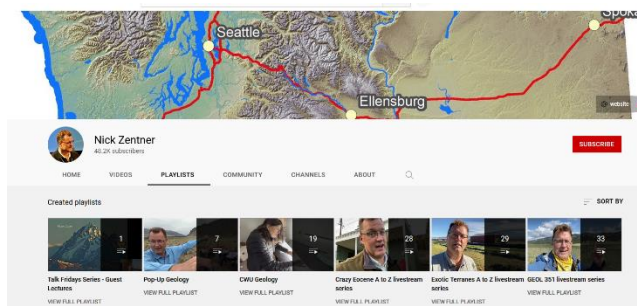 Seattle
Spoka
Ellensburg
website
Nick Zentner
46.2K subscribers
SUBSCRIBE
HOME VIDEOS PLAYLISTS COMMUNITY CHANNELS ABOUT
Created playlists
SORT BY
1 7 19 28 29 33
Talk Fridays Series - Guest Lectures
VIEW FULL PLAYLIST
Pop-Up Geology
VIEW FULL PLAYLIST
CWU Geology
VIEW FULL PLAYLIST
Crazy Eocene A to Z livestream series
VIEW FULL PLAYLIST
Exotic Terranes A to Z livestream series
VIEW FULL PLAYLIST
GEOL 351 livestream series
VIEW FULL PLAYLIST